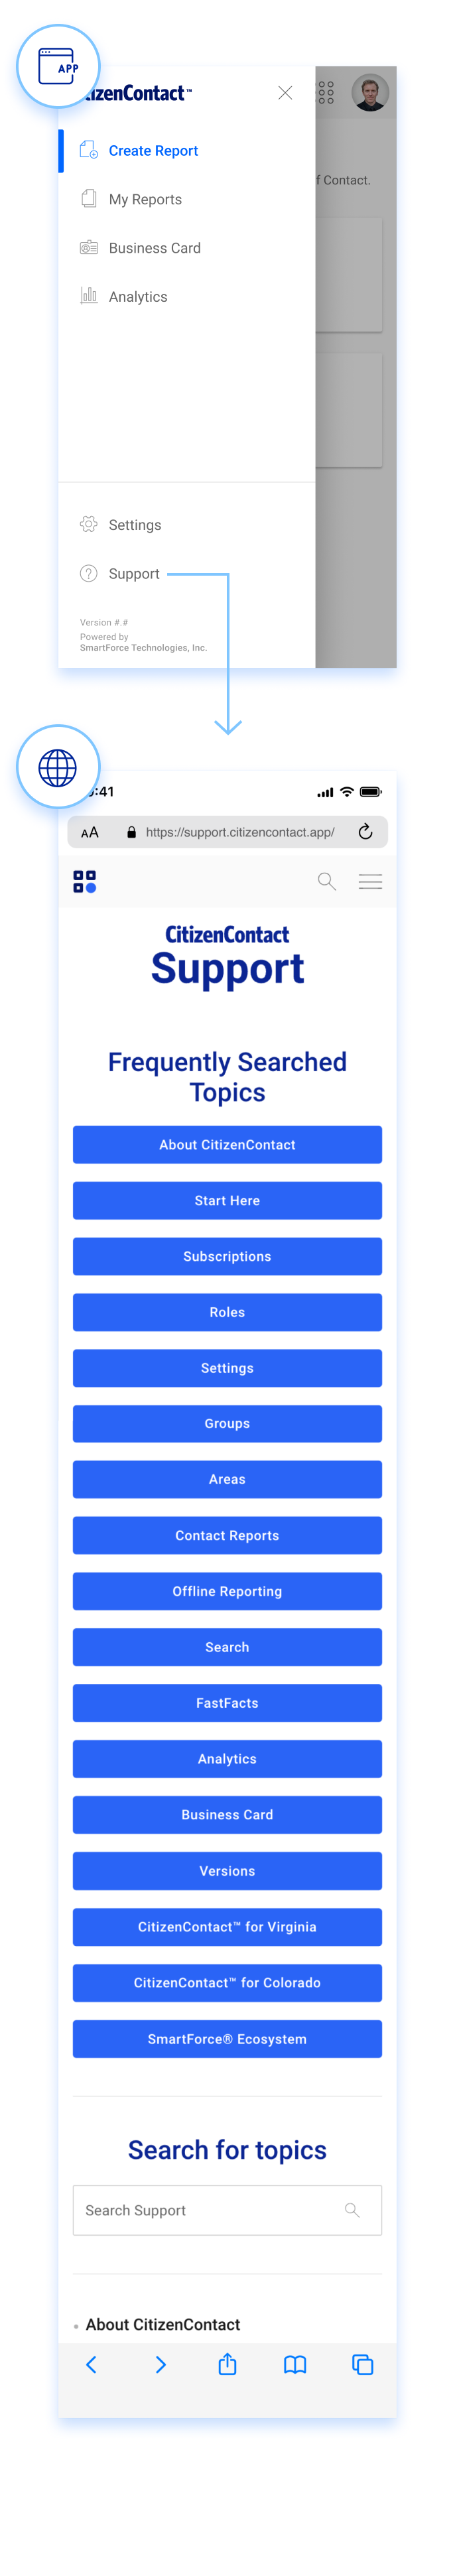 APP
izenContact™
Create Report
f Contact.
My Reports
Business Card
Analytics
Settings
Support
Version #.#
Powered by
SmartForce Technologies, Inc.
:41
AA https://support.citizencontact.app/
CitizenContact
Support
Frequently Searched
Topics
About CitizenContact
Start Here
Subscriptions
Roles
Settings
Groups
Areas
Contact Reports
Offline Reporting
Search
FastFacts
Analytics
Business Card
Versions
CitizenContact™ for Virginia
CitizenContact™ for Colorado
SmartForce® Ecosystem
Search for topics
Search Support
About CitizenContact